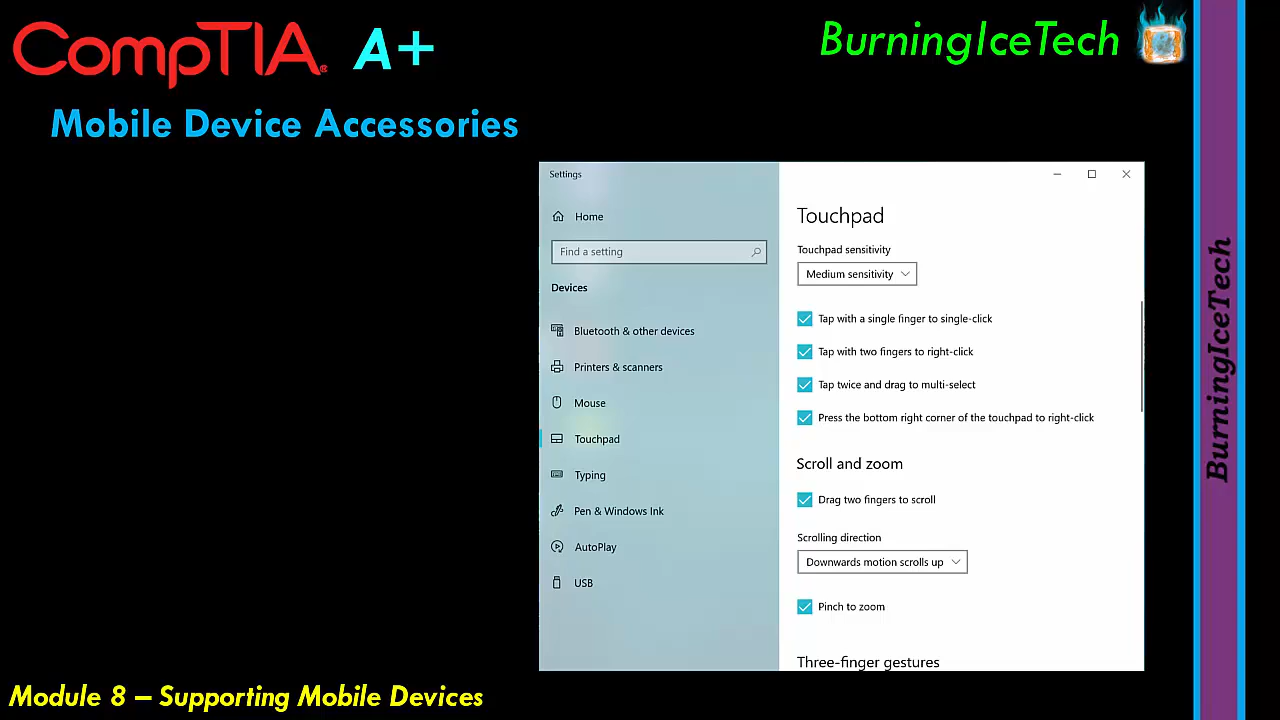 CompTIA® A+
BurningIceTech
Mobile Device Accessories
Settings
Home
Find a setting
Devices
Bluetooth & other devices
Printers & scanners
Mouse
Touchpad
Typing
Pen & Windows Ink
AutoPlay
USB
Touchpad
Touchpad sensitivity
Medium sensitivity
Tap with a single finger to single-click
Tap with two fingers to right-click
Tap twice and drag to multi-select
Press the bottom right corner of the touchpad to right-click
Scroll and zoom
Drag two fingers to scroll
Scrolling direction
Downwards motion scrolls up
Pinch to zoom
Three-finger gestures
BurningIceTech
Module 8 – Supporting Mobile Devices